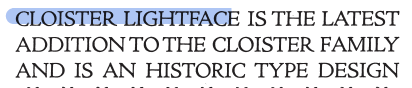 CLOISTER LIGHTFACE IS THE LATEST
ADDITION TO THE CLOISTER FAMILY
AND IS AN HISTORIC TYPE DESIGN